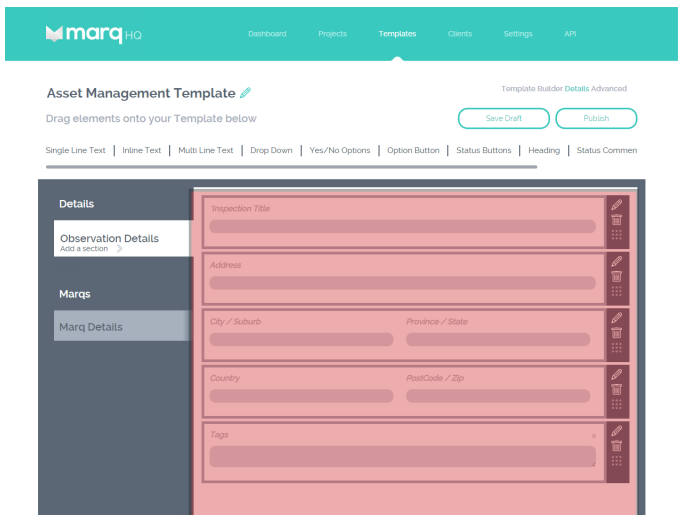 marq HQ
Dashboard Projects Templates Clients Settings API
Asset Management Template
Template Builder Details Advanced
Drag elements onto your Template below
Save Draft Publish
Single Line Text | Inline Text | Multi Line Text | Drop Down | Yes/No Options | Option Button | Status Buttons | Heading | Status Commen
Details
Observation Details
Add a section
Marqs
Marq Details
*Inspection Title
Address
City / Suburb Province / State
Country PostCode / Zip
Tags